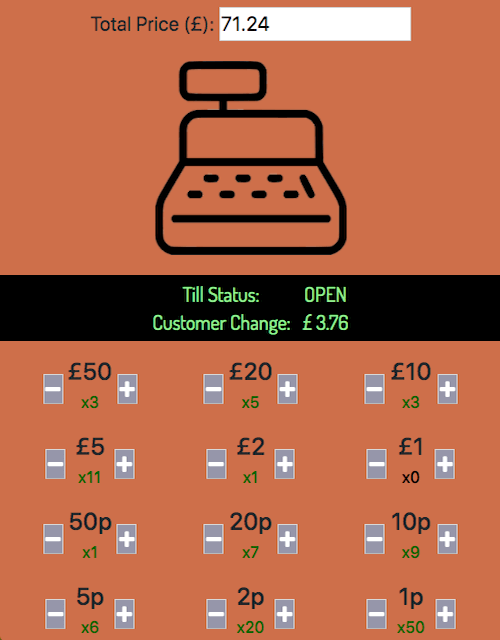 Total Price (£): 71.24
Till Status: OPEN
Customer Change: £ 3.76
£50 £20 £10
− + − + − +
x3 x5 x3
£5 £2 £1
− + − + − +
x11 x1 x0
50p 20p 10p
− + − + − +
x1 x7 x9
5p 2p 1p
− + − + − +
x6 x20 x50